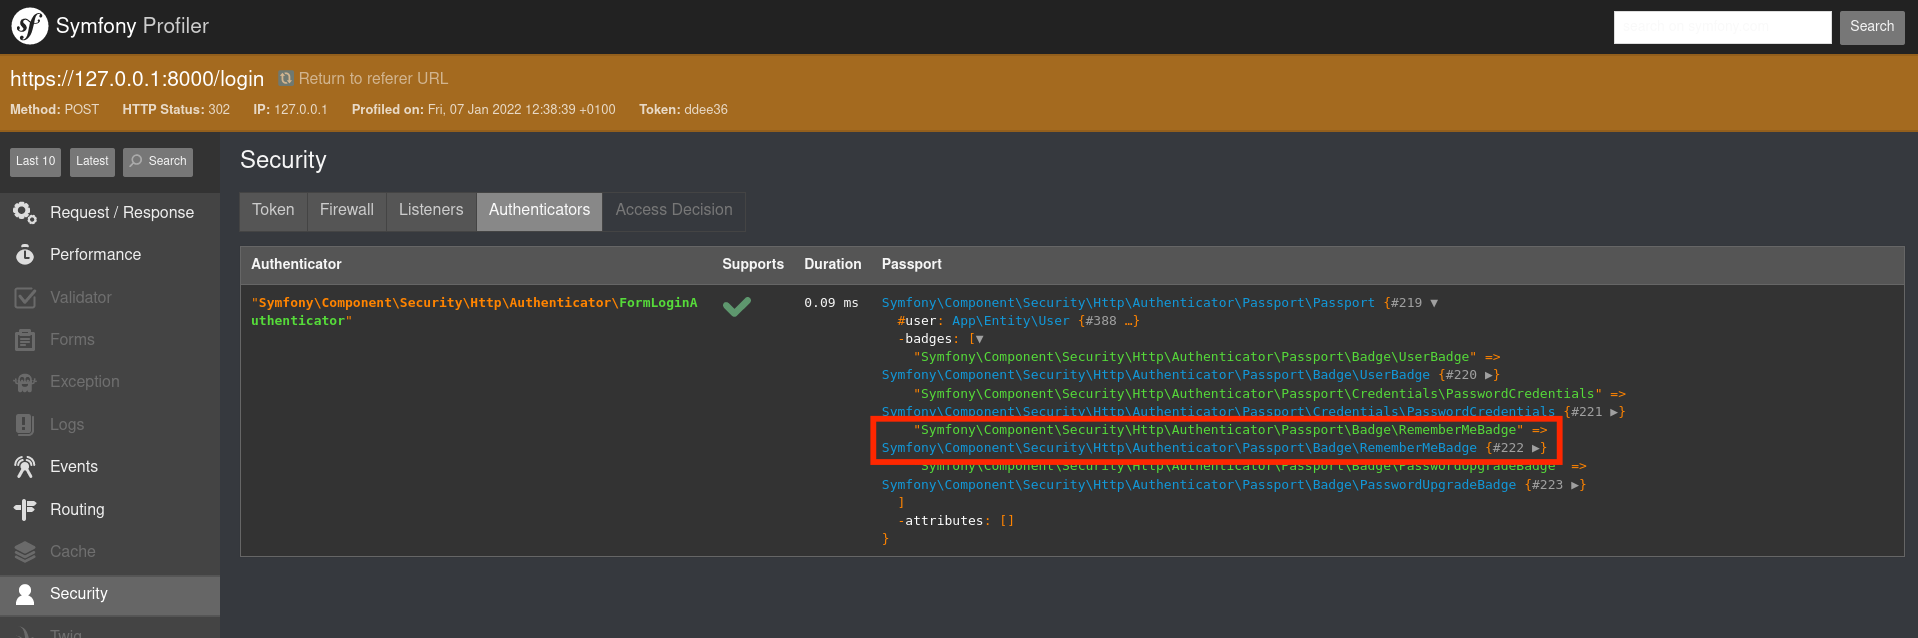 Symfony Profiler
Search
https://127.0.0.1:8000/login Return to referer URL
Method: POST HTTP Status: 302 IP: 127.0.0.1 Profiled on: Fri, 07 Jan 2022 12:38:39 +0100 Token: ddee36
Last 10 Latest Search
Request / Response
Performance
Validator
Forms
Exception
Logs
Events
Routing
Cache
Security
Twig
Security
Token Firewall Listeners Authenticators Access Decision
Authenticator Supports Duration Passport
"Symfony\Component\Security\Http\Authenticator\FormLoginA
uthenticator"
0.09 ms
Symfony\Component\Security\Http\Authenticator\Passport\Passport {#219 ▼
#user: App\Entity\User {#388 …}
-badges: [▼
"Symfony\Component\Security\Http\Authenticator\Passport\Badge\UserBadge" =>
Symfony\Component\Security\Http\Authenticator\Passport\Badge\UserBadge {#220 ▶}
"Symfony\Component\Security\Http\Authenticator\Passport\Credentials\PasswordCredentials" =>
Symfony\Component\Security\Http\Authenticator\Passport\Credentials\PasswordCredentials {#221 ▶}
"Symfony\Component\Security\Http\Authenticator\Passport\Badge\RememberMeBadge" =>
Symfony\Component\Security\Http\Authenticator\Passport\Badge\RememberMeBadge {#222 ▶}
"Symfony\Component\Security\Http\Authenticator\Passport\Badge\PasswordUpgradeBadge" =>
Symfony\Component\Security\Http\Authenticator\Passport\Badge\PasswordUpgradeBadge {#223 ▶}
]
-attributes: []
}